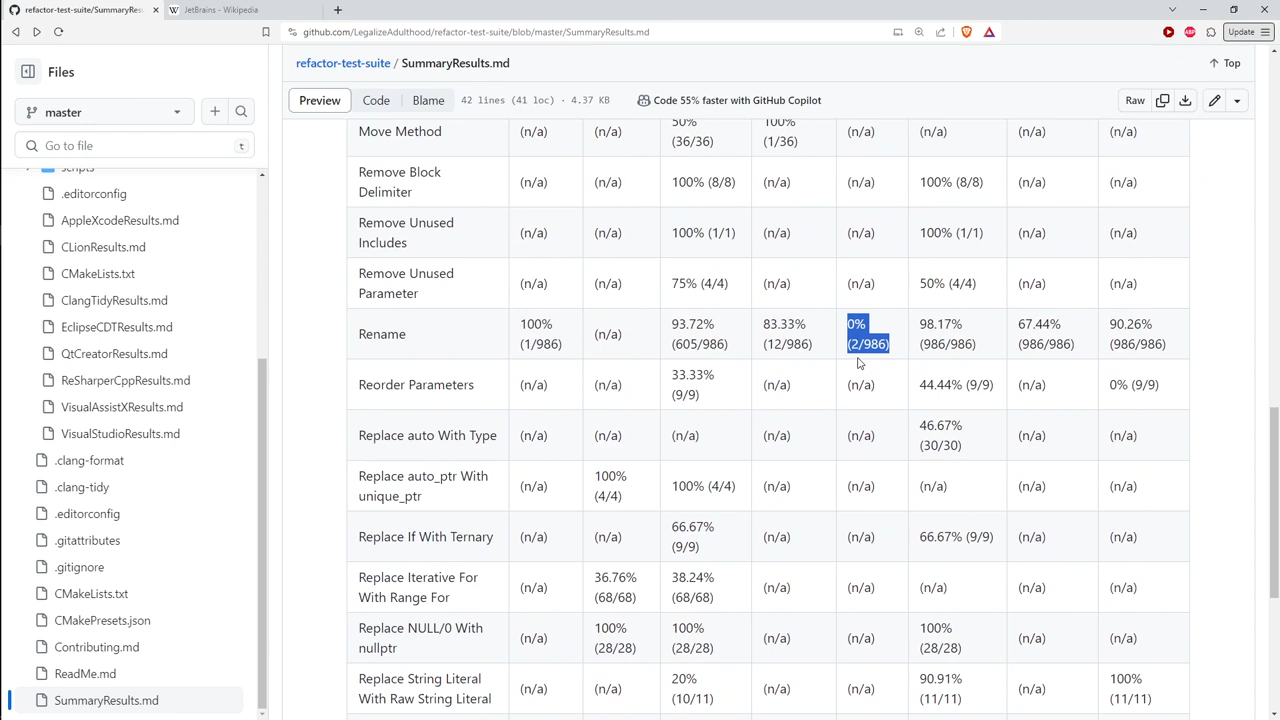 refactor-test-suite/SummaryRes
JetBrains - Wikipedia
github.com/LegalizeAdulthood/refactor-test-suite/blob/master/SummaryResults.md
Update
Files
master
Go to file
t
scripts
.editorconfig
AppleXcodeResults.md
CLionResults.md
CMakeLists.txt
ClangTidyResults.md
EclipseCDTResults.md
QtCreatorResults.md
ReSharperCppResults.md
VisualAssistXResults.md
VisualStudioResults.md
.clang-format
.clang-tidy
.editorconfig
.gitattributes
.gitignore
CMakeLists.txt
CMakePresets.json
Contributing.md
ReadMe.md
SummaryResults.md
refactor-test-suite / SummaryResults.md
Top
Preview Code Blame 42 lines (41 loc) · 4.37 KB Code 55% faster with GitHub Copilot
Raw
Move Method (n/a) (n/a) 50% (36/36) 100% (1/36) (n/a) (n/a) (n/a) (n/a)
Remove Block Delimiter (n/a) (n/a) 100% (8/8) (n/a) (n/a) 100% (8/8) (n/a) (n/a)
Remove Unused Includes (n/a) (n/a) 100% (1/1) (n/a) (n/a) 100% (1/1) (n/a) (n/a)
Remove Unused Parameter (n/a) (n/a) 75% (4/4) (n/a) (n/a) 50% (4/4) (n/a) (n/a)
Rename 100% (1/986) (n/a) 93.72% (605/986) 83.33% (12/986) 0% (2/986) 98.17% (986/986) 67.44% (986/986) 90.26% (986/986)
Reorder Parameters (n/a) (n/a) 33.33% (9/9) (n/a) (n/a) 44.44% (9/9) (n/a) 0% (9/9)
Replace auto With Type (n/a) (n/a) (n/a) (n/a) (n/a) 46.67% (30/30) (n/a) (n/a)
Replace auto_ptr With unique_ptr (n/a) 100% (4/4) 100% (4/4) (n/a) (n/a) (n/a) (n/a) (n/a)
Replace If With Ternary (n/a) (n/a) 66.67% (9/9) (n/a) (n/a) 66.67% (9/9) (n/a) (n/a)
Replace Iterative For With Range For (n/a) 36.76% (68/68) 38.24% (68/68) (n/a) (n/a) (n/a) (n/a) (n/a)
Replace NULL/0 With nullptr (n/a) 100% (28/28) 100% (28/28) (n/a) (n/a) 100% (28/28) (n/a) (n/a)
Replace String Literal With Raw String Literal (n/a) (n/a) 20% (10/11) (n/a) (n/a) 90.91% (11/11) (n/a) 100% (11/11)